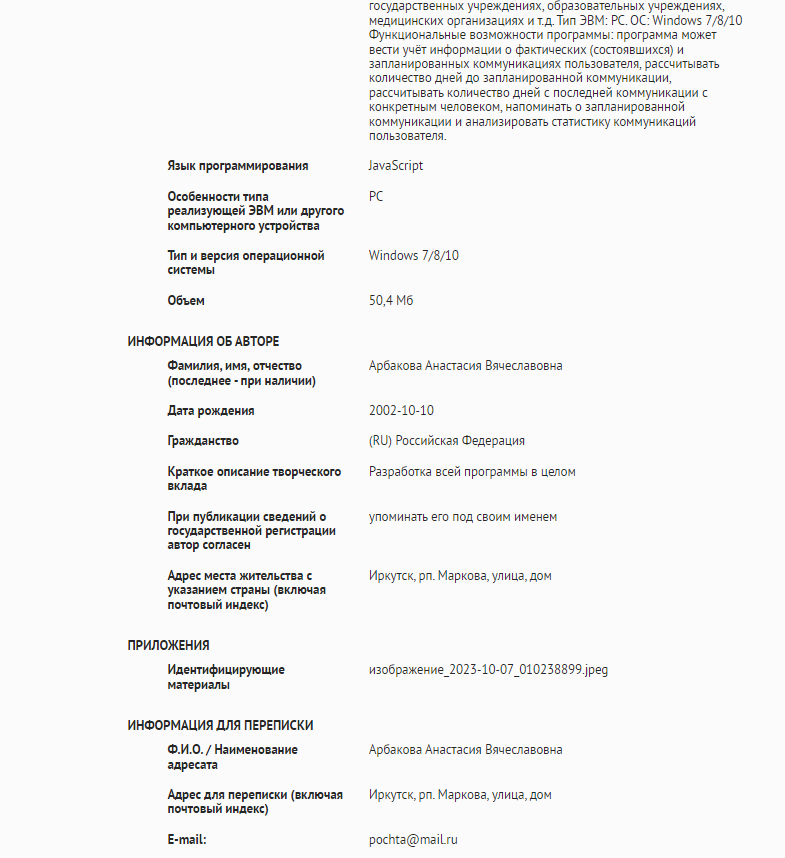 государственных учреждениях, образовательных учреждениях,
медицинских организациях и т.д. Тип ЭВМ: PC. ОС: Windows 7/8/10
Функциональные возможности программы: программа может
вести учёт информации о фактических (состоявшихся) и
запланированных коммуникациях пользователя, рассчитывать
количество дней до запланированной коммуникации,
рассчитывать количество дней с последней коммуникации с
конкретным человеком, напоминать о запланированной
коммуникации и анализировать статистику коммуникаций
пользователя.
Язык программирования JavaScript
Особенности типа PC
реализующей ЭВМ или другого
компьютерного устройства
Тип и версия операционной Windows 7/8/10
системы
Объем 50,4 Мб
ИНФОРМАЦИЯ ОБ АВТОРЕ
Фамилия, имя, отчество Арбакова Анастасия Вячеславовна
(последнее - при наличии)
Дата рождения 2002-10-10
Гражданство (RU) Российская Федерация
Краткое описание творческого Разработка всей программы в целом
вклада
При публикации сведений о упоминать его под своим именем
государственной регистрации
автор согласен
Адрес места жительства с Иркутск, рп. Маркова, улица, дом
указанием страны (включая
почтовый индекс)
ПРИЛОЖЕНИЯ
Идентифицирующие изображение_2023-10-07_010238899.jpeg
материалы
ИНФОРМАЦИЯ ДЛЯ ПЕРЕПИСКИ
Ф.И.О. / Наименование Арбакова Анастасия Вячеславовна
адресата
Адрес для переписки (включая Иркутск, рп. Маркова, улица, дом
почтовый индекс)
E-mail: pochta@mail.ru